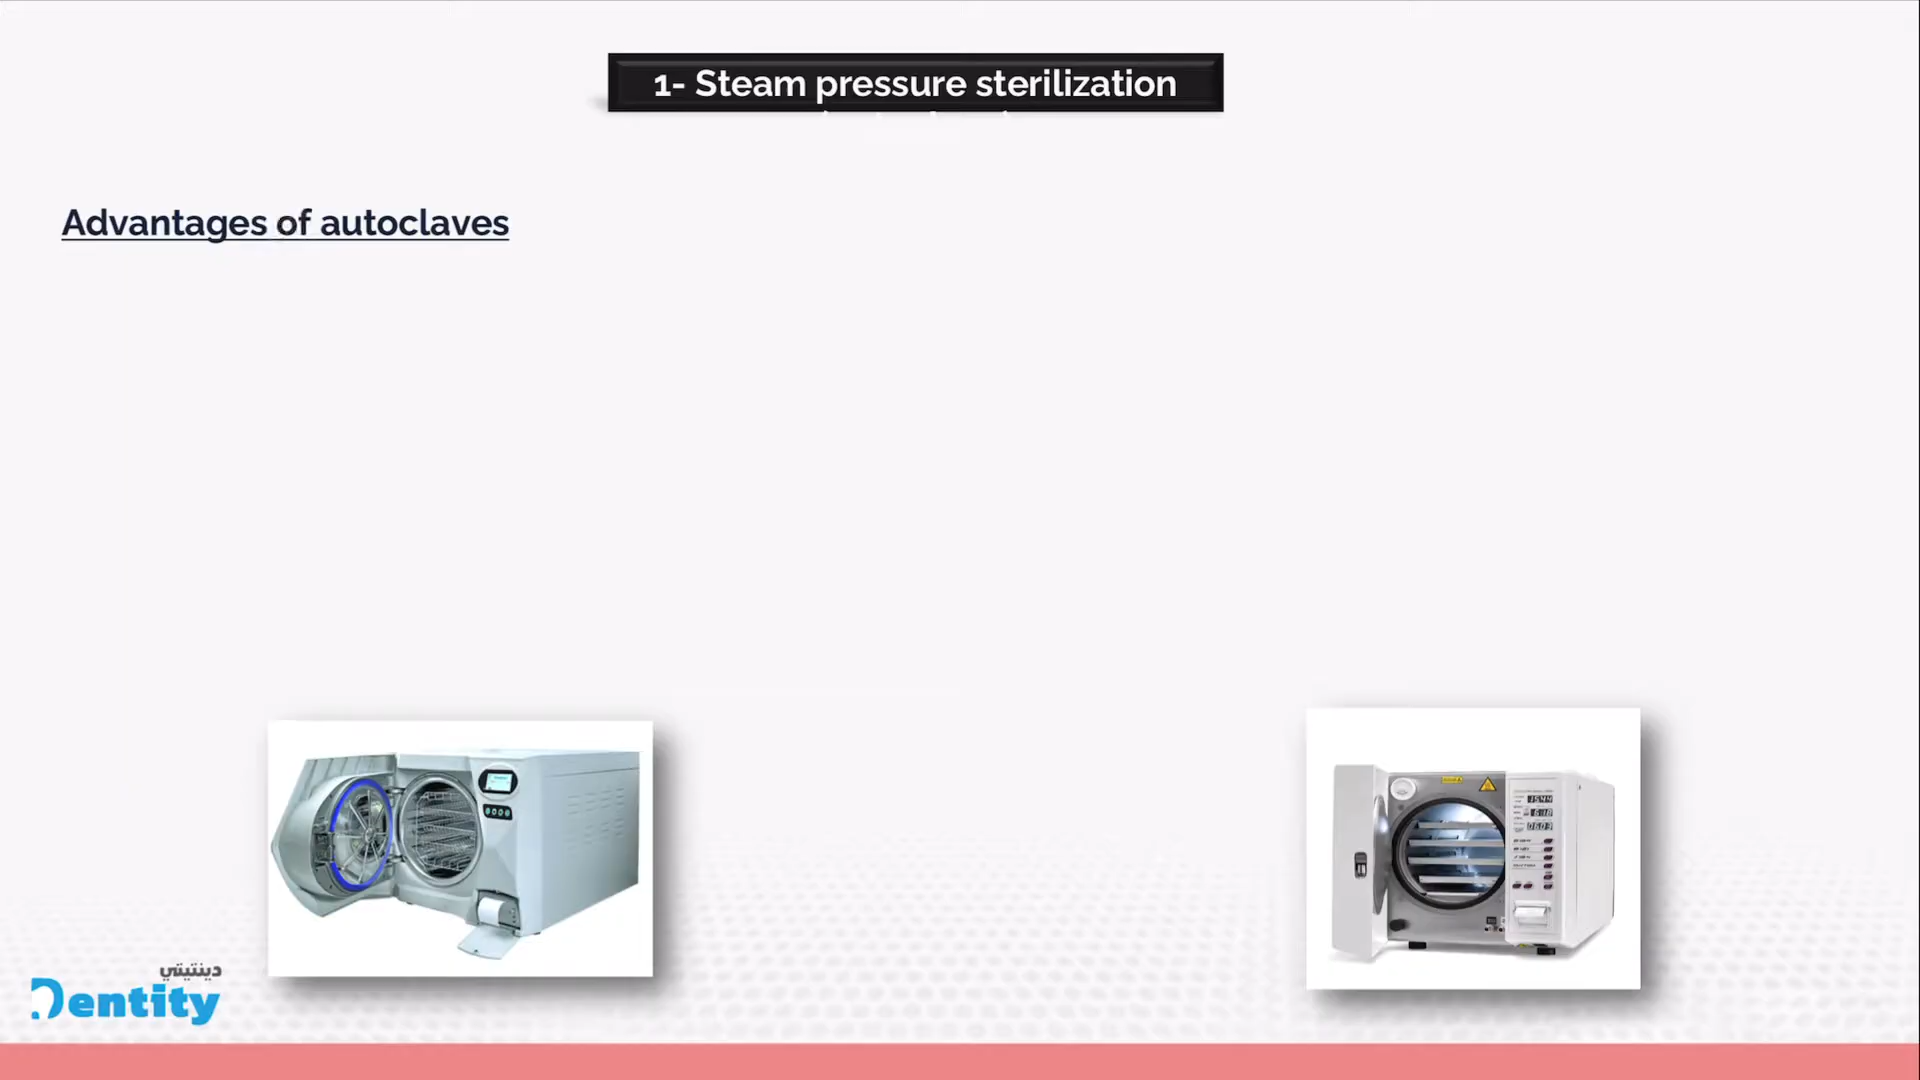 1- Steam pressure sterilization
Advantages of autoclaves
دينتيتي
Dentity